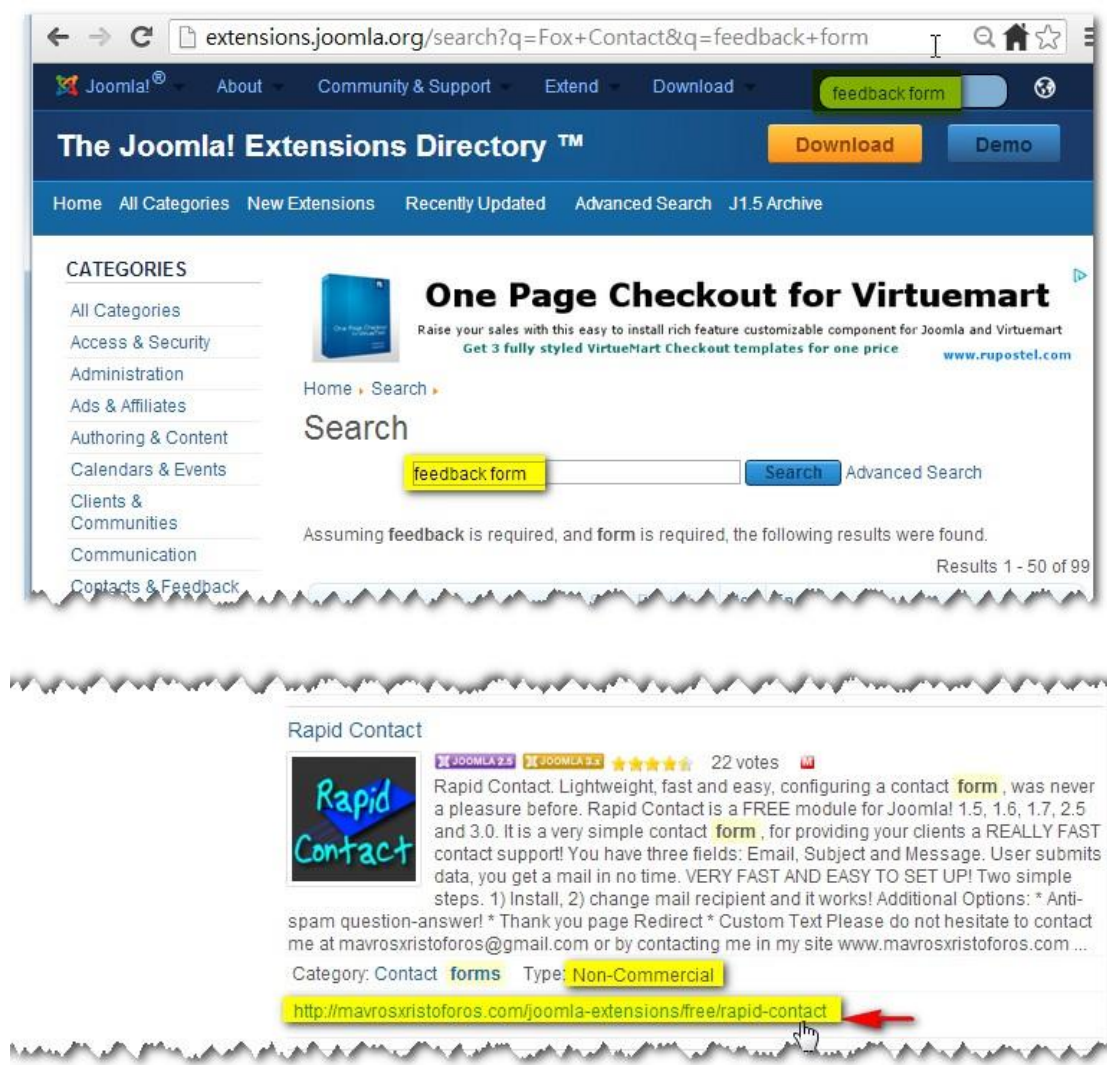 extensions.joomla.org/search?q=Fox+Contact&q=feedback+form
Joomla!® About Community & Support Extend Download feedback form
The Joomla! Extensions Directory ™ Download Demo
Home All Categories New Extensions Recently Updated Advanced Search J1.5 Archive
CATEGORIES
All Categories
Access & Security
Administration
Ads & Affiliates
Authoring & Content
Calendars & Events
Clients &
Communities
Communication
Contacts & Feedback
One Page Checkout for Virtuemart
Raise your sales with this easy to install rich feature customizable component for Joomla and Virtuemart
Get 3 fully styled VirtueMart Checkout templates for one price www.rupostel.com
Home Search
Search
feedback form Search Advanced Search
Assuming feedback is required, and form is required, the following results were found.
Results 1 - 50 of 99
Rapid Contact
Rapid
Contact
JOOMLA 2.5 JOOMLA 3.x 22 votes M
Rapid Contact. Lightweight, fast and easy, configuring a contact form , was never
a pleasure before. Rapid Contact is a FREE module for Joomla! 1.5, 1.6, 1.7, 2.5
and 3.0. It is a very simple contact form , for providing your clients a REALLY FAST
contact support! You have three fields: Email, Subject and Message. User submits
data, you get a mail in no time. VERY FAST AND EASY TO SET UP! Two simple
steps. 1) Install, 2) change mail recipient and it works! Additional Options: * Anti-
spam question-answer! * Thank you page Redirect * Custom Text Please do not hesitate to contact
me at mavrosxristoforos@gmail.com or by contacting me in my site www.mavrosxristoforos.com ...
Category: Contact forms Type: Non-Commercial
http://mavrosxristoforos.com/joomla-extensions/free/rapid-contact